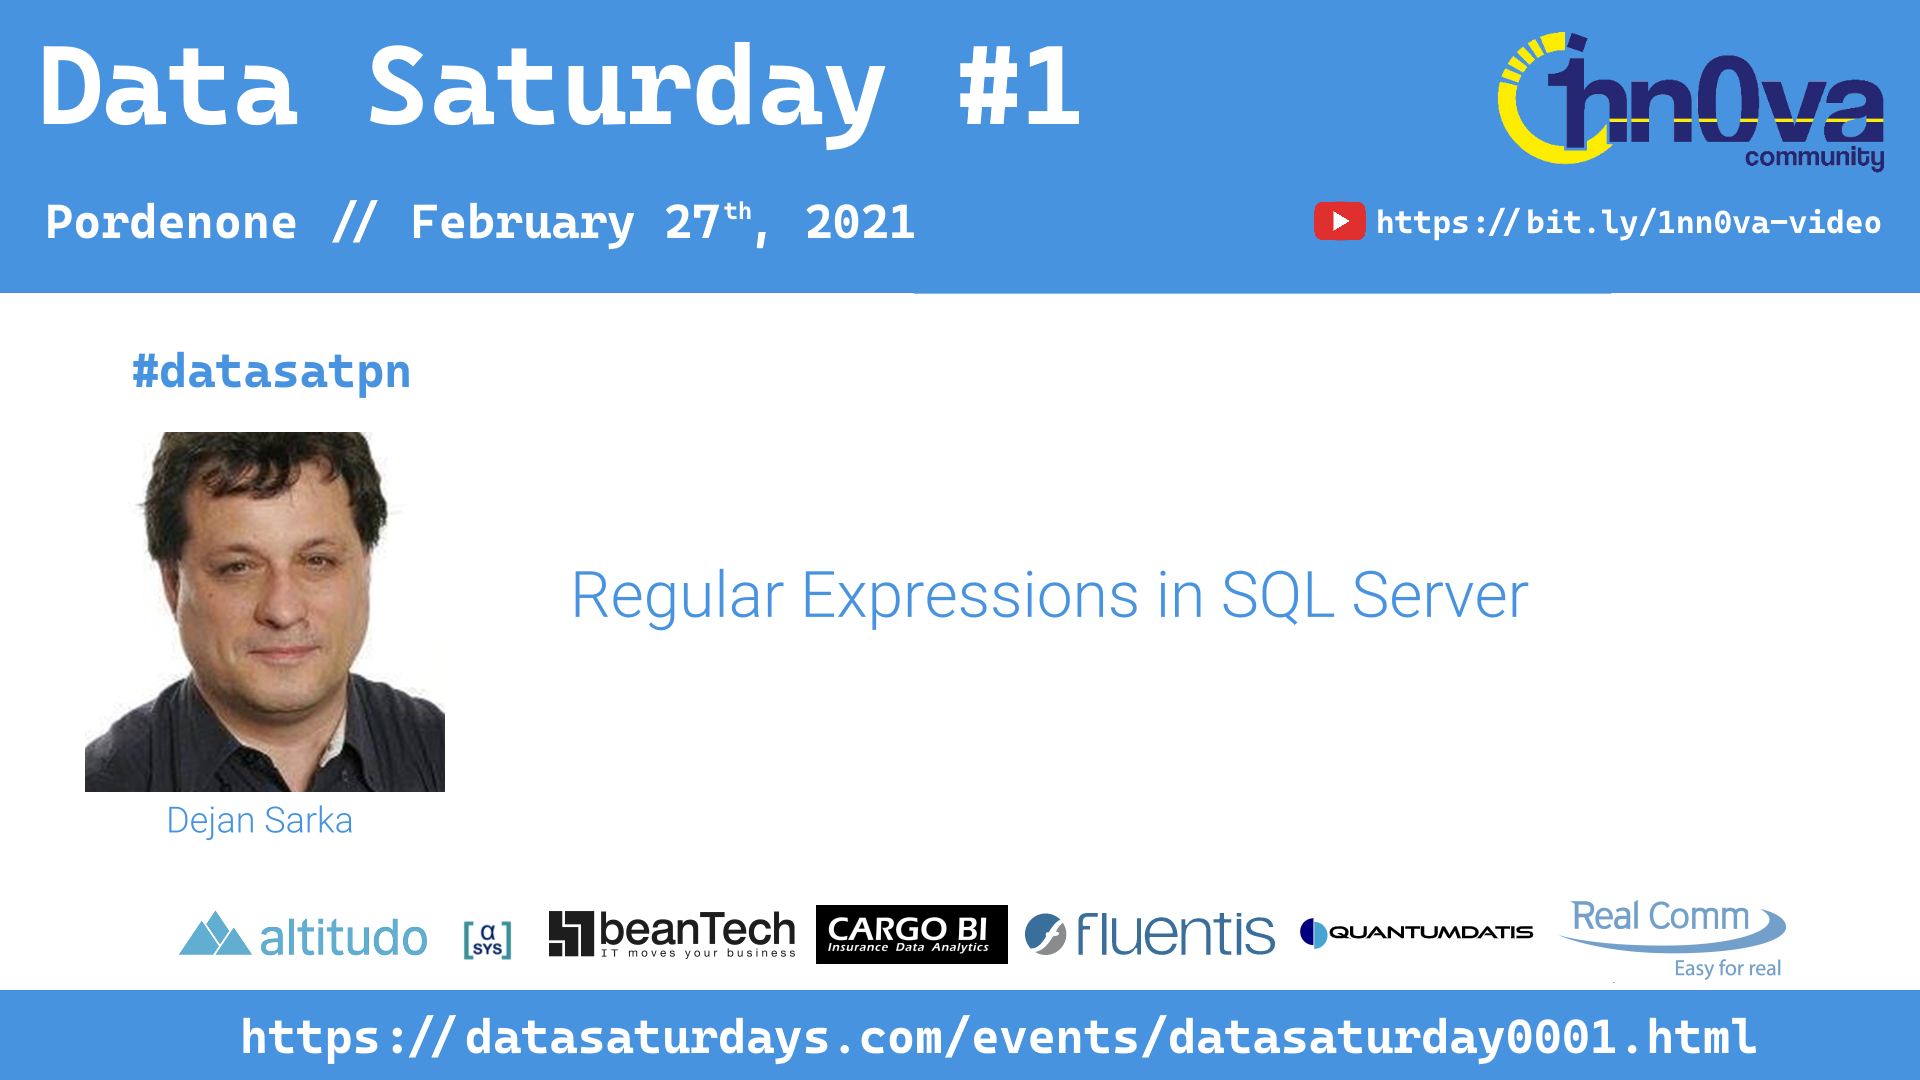 Data Saturday #1
1nn0va
community
Pordenone // February 27th, 2021
https://bit.ly/1nn0va-video
#datasatpn
Regular Expressions in SQL Server
Dejan Sarka
altitudo
[α SYS]
beanTech
IT moves your business
CARGO BI
Insurance Data Analytics
fluentis
QUANTUMDATIS
Real Comm
Easy for real
https://datasaturdays.com/events/datasaturday0001.html